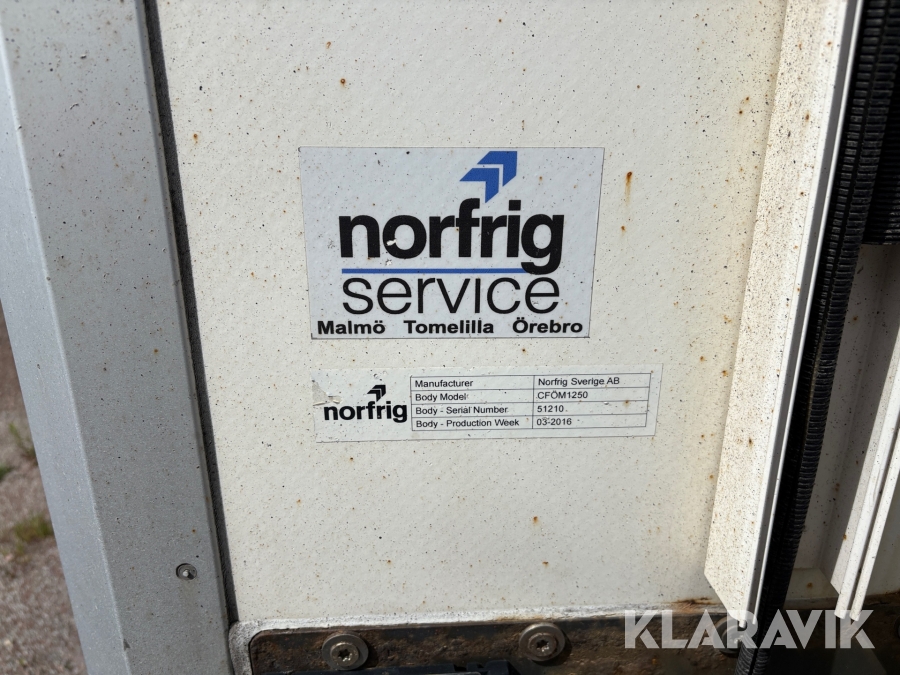 norfrig
service
Malmö Tomelilla Örebro
norfrig
Manufacturer Norfrig Sverige AB
Body Model CFÖM1250
Body - Serial Number 51210
Body - Production Week 03-2016
KLARAVIK